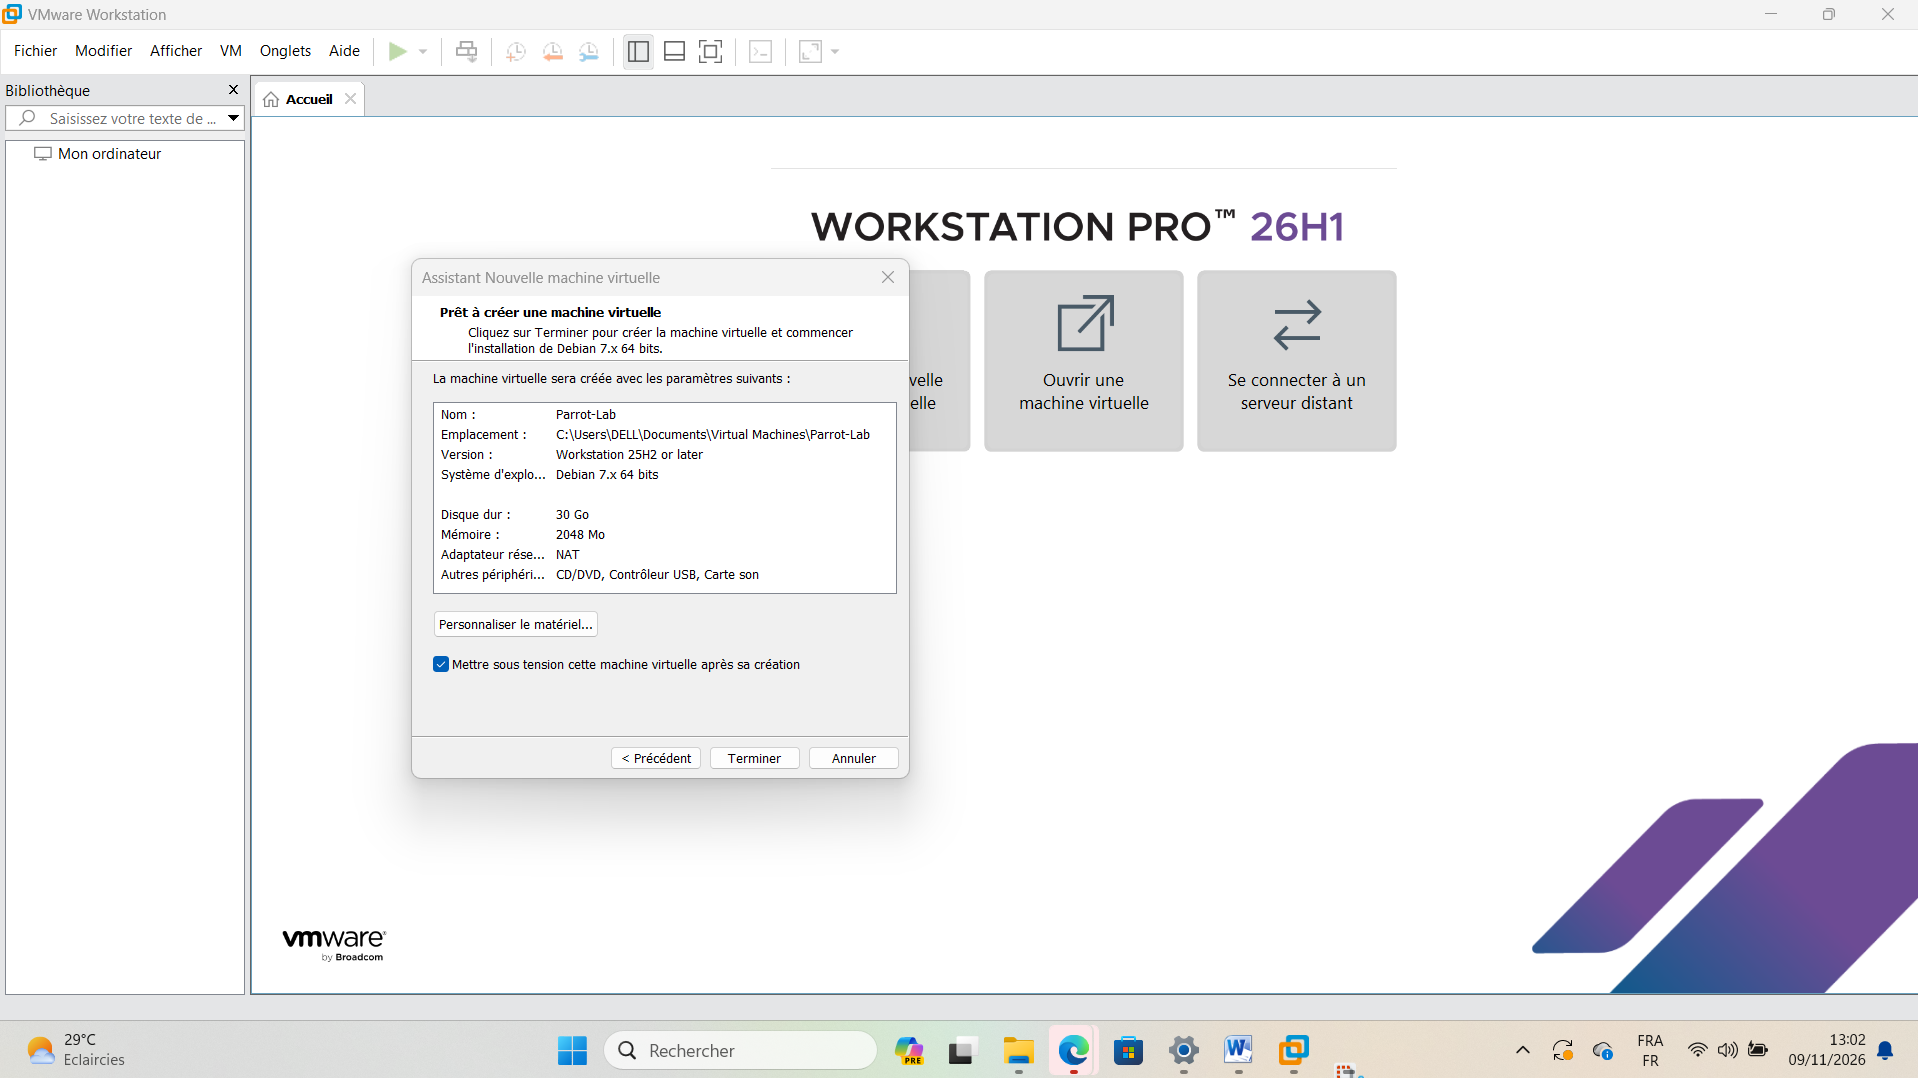 VMware Workstation
Fichier Modifier Afficher VM Onglets Aide
Bibliothèque
Saisissez votre texte de ...
Mon ordinateur
Accueil
WORKSTATION PRO™ 26H1
velle
elle
Ouvrir une
machine virtuelle
Se connecter à un
serveur distant
Assistant Nouvelle machine virtuelle
Prêt à créer une machine virtuelle
Cliquez sur Terminer pour créer la machine virtuelle et commencer
l'installation de Debian 7.x 64 bits.
La machine virtuelle sera créée avec les paramètres suivants :
Nom : Parrot-Lab
Emplacement : C:\Users\DELL\Documents\Virtual Machines\Parrot-Lab
Version : Workstation 25H2 or later
Système d'explo... Debian 7.x 64 bits
Disque dur : 30 Go
Mémoire : 2048 Mo
Adaptateur rése... NAT
Autres périphéri... CD/DVD, Contrôleur USB, Carte son
Personnaliser le matériel...
Mettre sous tension cette machine virtuelle après sa création
< Précédent Terminer Annuler
vmware®
by Broadcom
29°C
Eclaircies
Rechercher
PRE
FRA
FR
13:02
09/11/2026